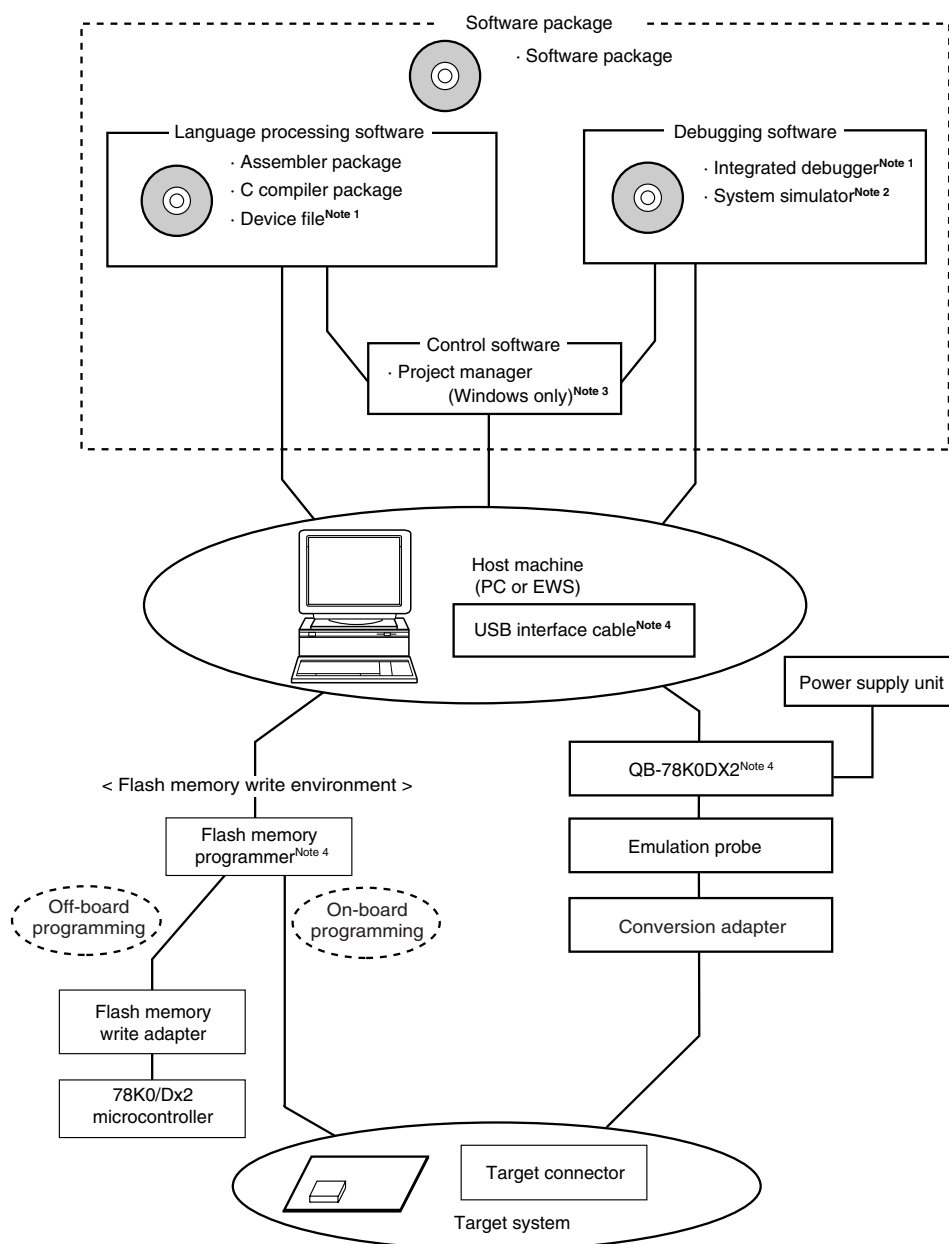 Software package
· Software package
Language processing software
· Assembler package
· C compiler package
· Device fileNote 1
Debugging software
· Integrated debuggerNote 1
· System simulatorNote 2
Control software
· Project manager
(Windows only)Note 3
Host machine
(PC or EWS)
USB interface cableNote 4
Power supply unit
QB-78K0DX2Note 4
< Flash memory write environment >
Flash memory
programmerNote 4
Emulation probe
Off-board
programming
On-board
programming
Conversion adapter
Flash memory
write adapter
78K0/Dx2
microcontroller
Target connector
Target system